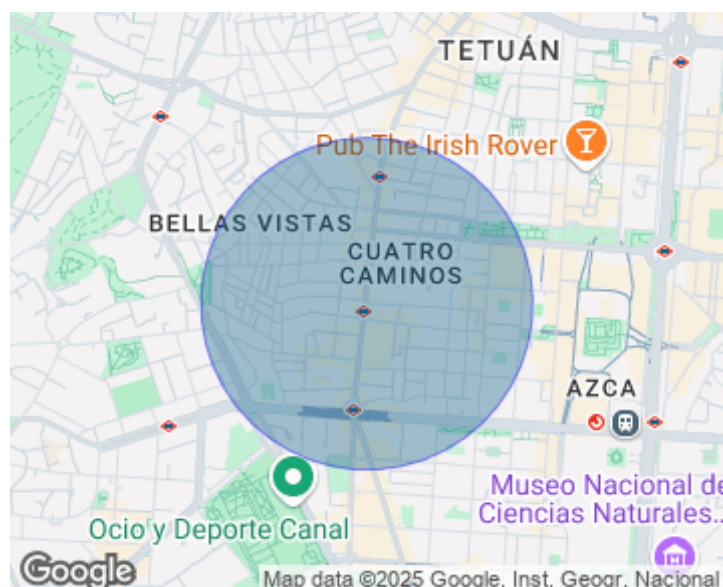 TETUÁN
Pub The Irish Rover
BELLAS VISTAS
CUATRO
CAMINOS
AZCA
Museo Nacional de
Ciencias Naturales...
Ocio y Deporte Canal
Google
Map data ©2025 Google, Inst. Geogr. Nacional